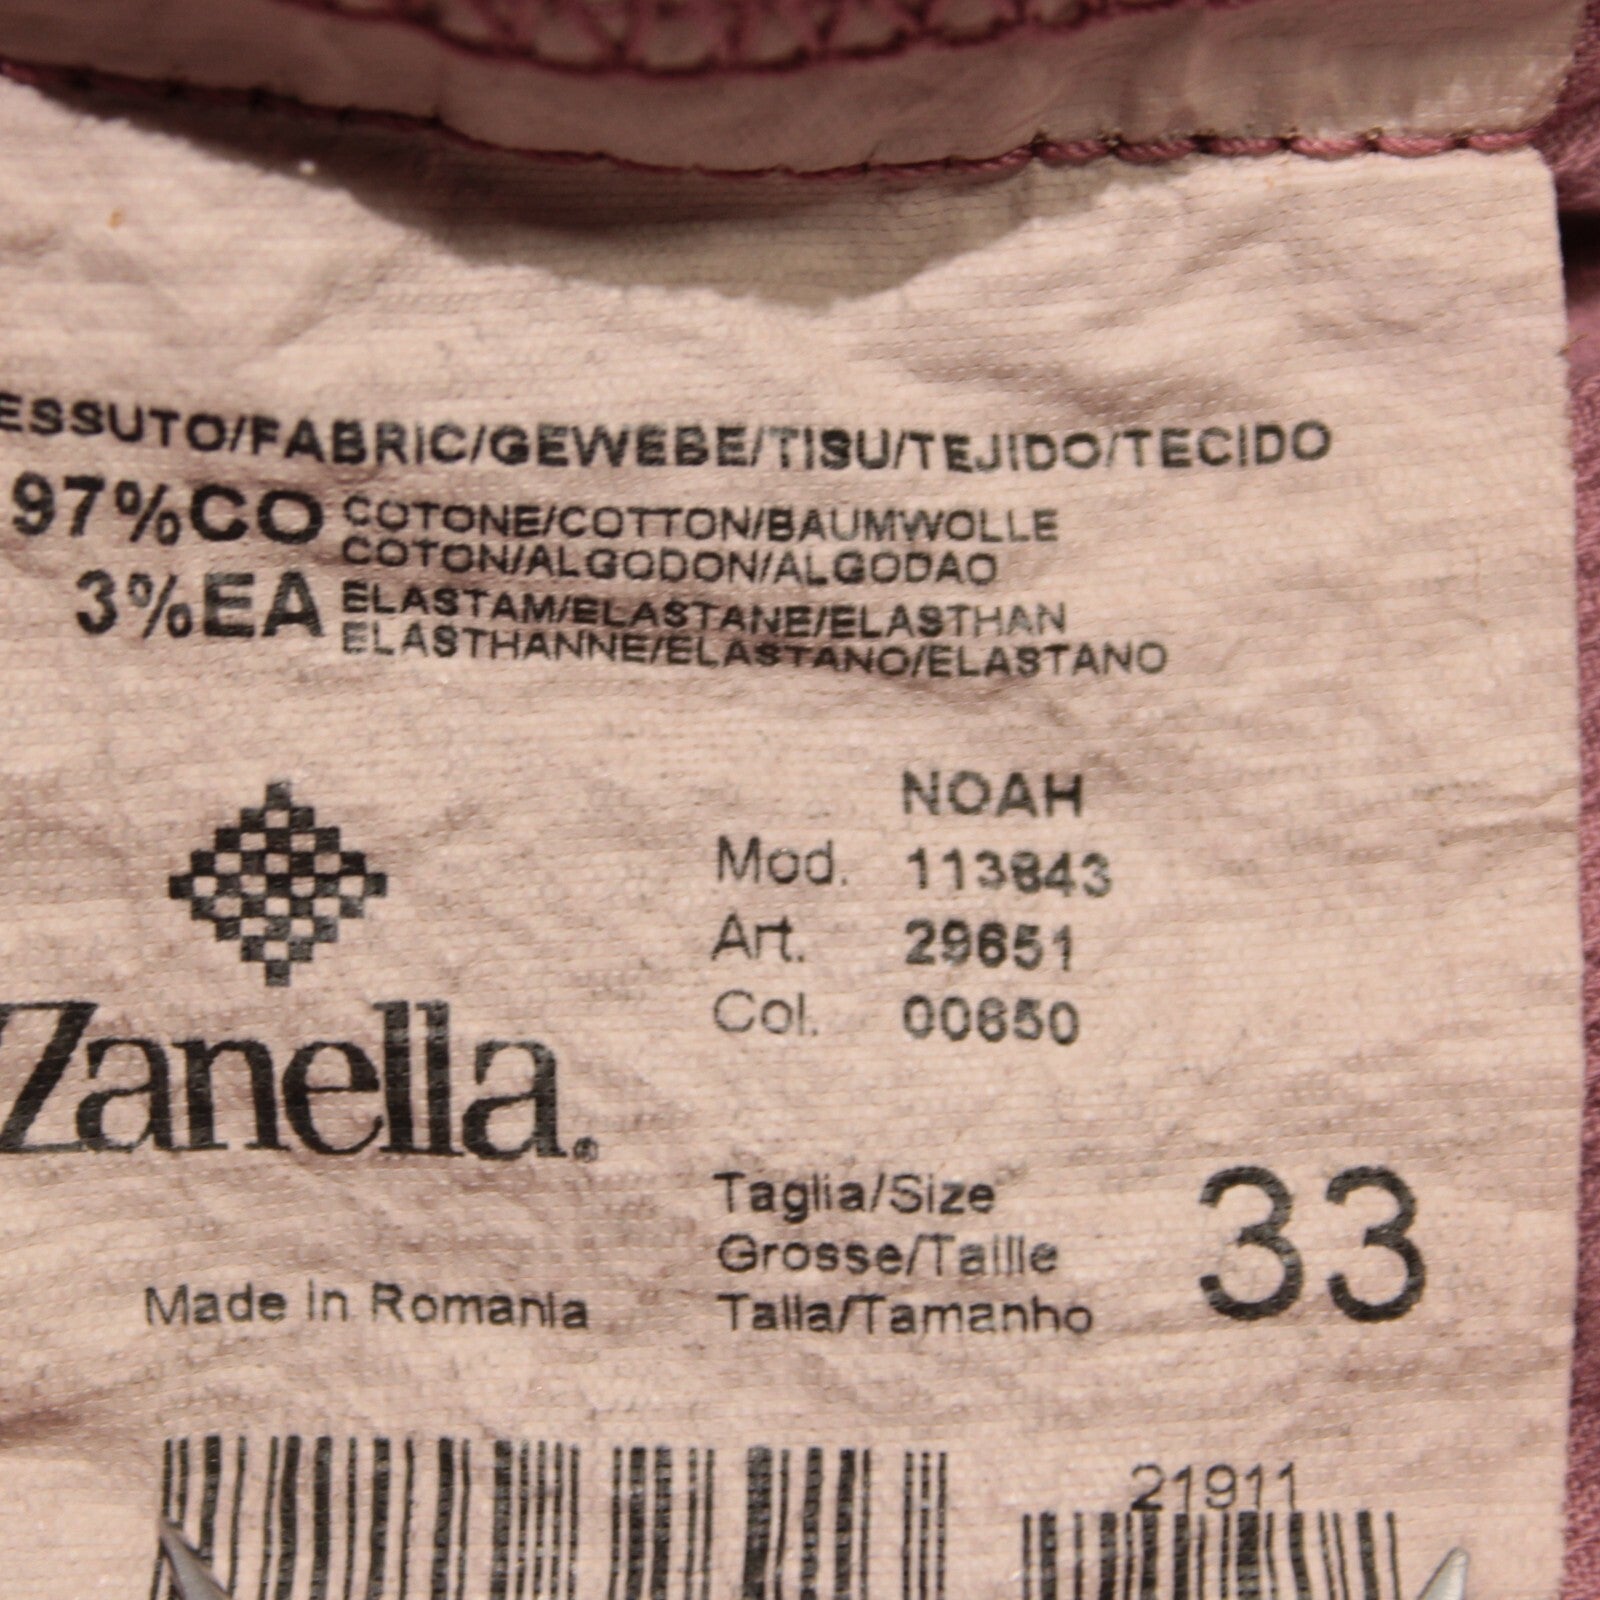 ESSUTO/FABRIC/GEWEBE/TISU/TEJIDO/TECIDO
97%CO COTONE/COTTON/BAUMWOLLE
COTON/ALGODON/ALGODAO
3%EA ELASTAM/ELASTANE/ELASTHAN
ELASTHANNE/ELASTANO/ELASTANO
NOAH
Mod. 113643
Art. 29651
Col. 00650
Zanella®
Taglia/Size
Grosse/Taille
Talla/Tamanho
33
Made In Romania
21911